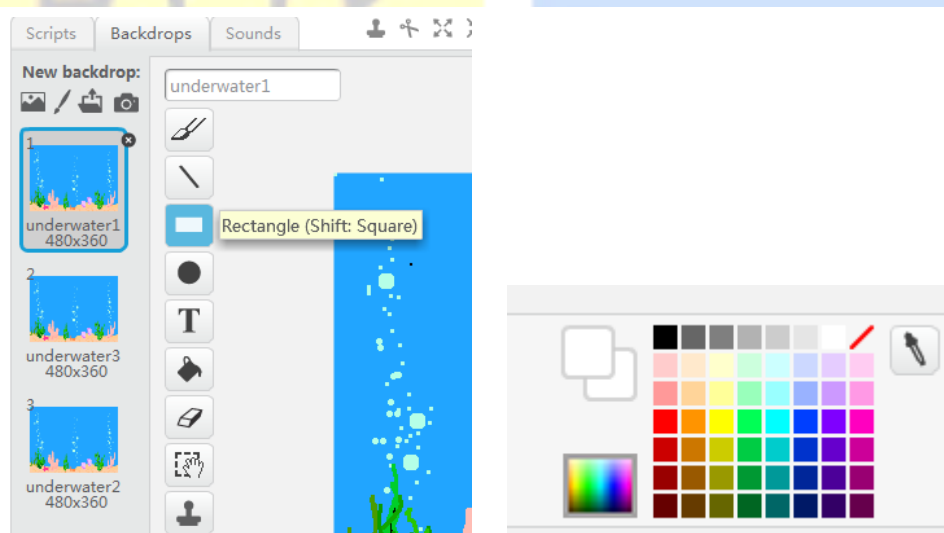 Scripts Backdrops Sounds
New backdrop:
underwater1
1
underwater1
480x360
Rectangle (Shift: Square)
T
2
underwater3
480x360
3
underwater2
480x360